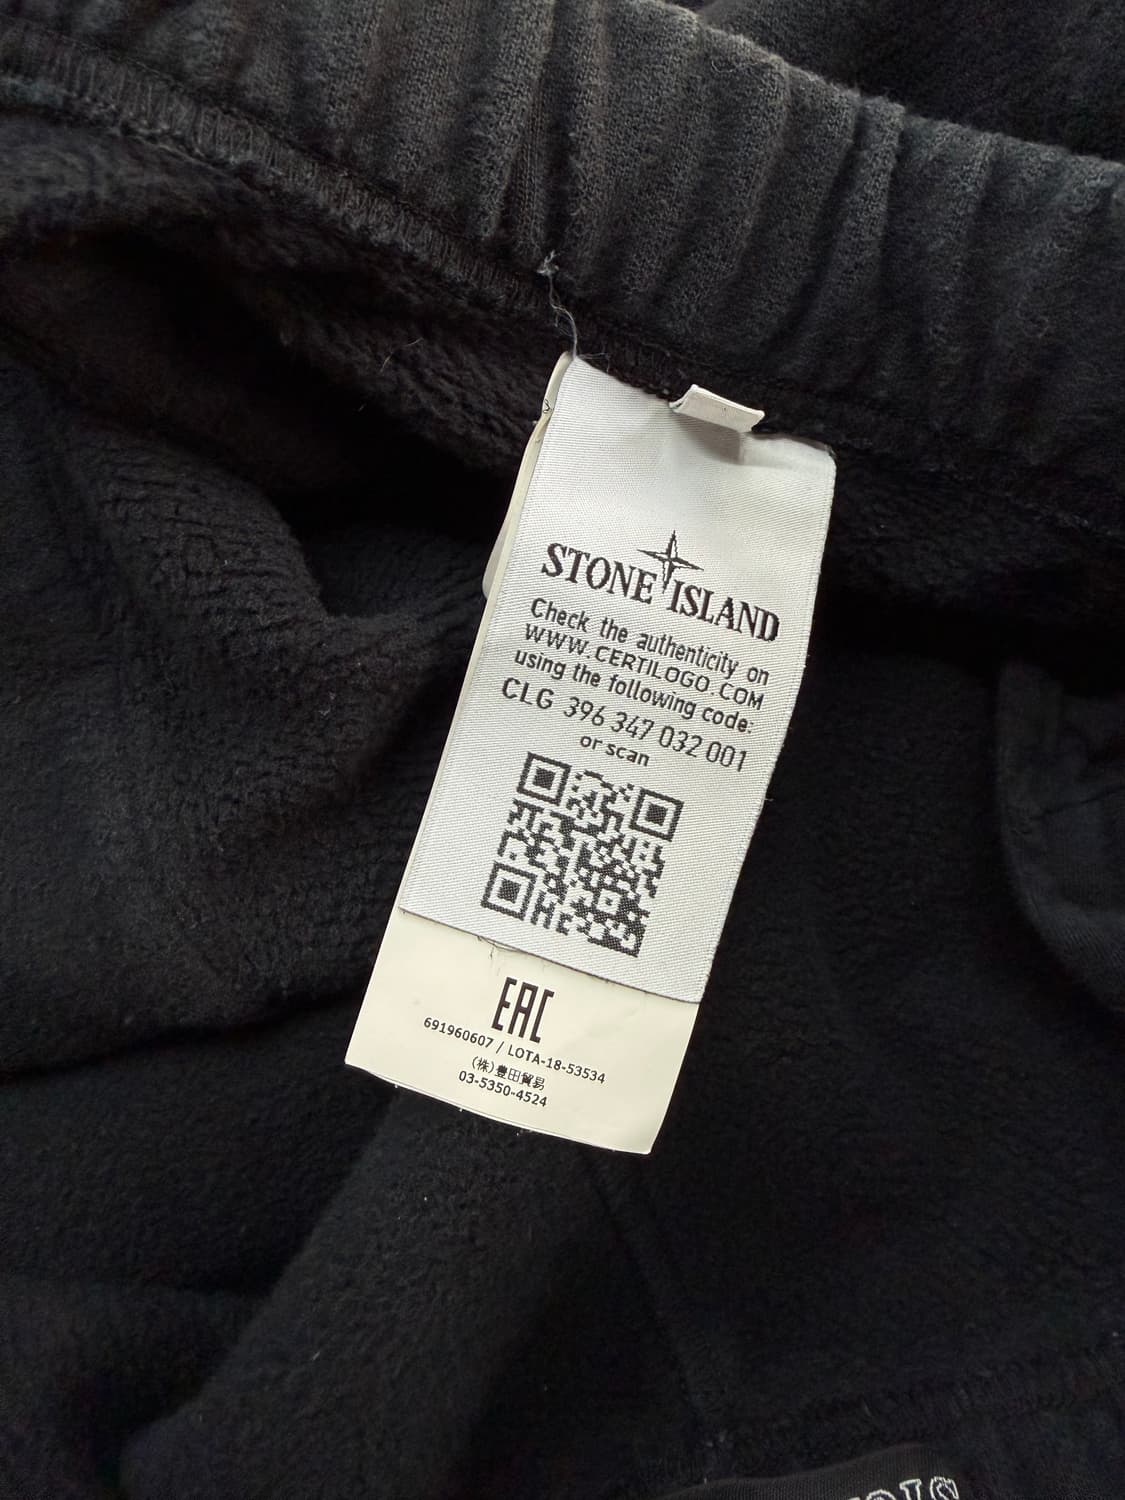 STONE ISLAND
Check the authenticity on
WWW.CERTILOGO.COM
using the following code:
CLG 396 347 032 001
or scan
EAC
691960607 / LOTA-18-53534
(株)豊田貿易
03-5350-4524